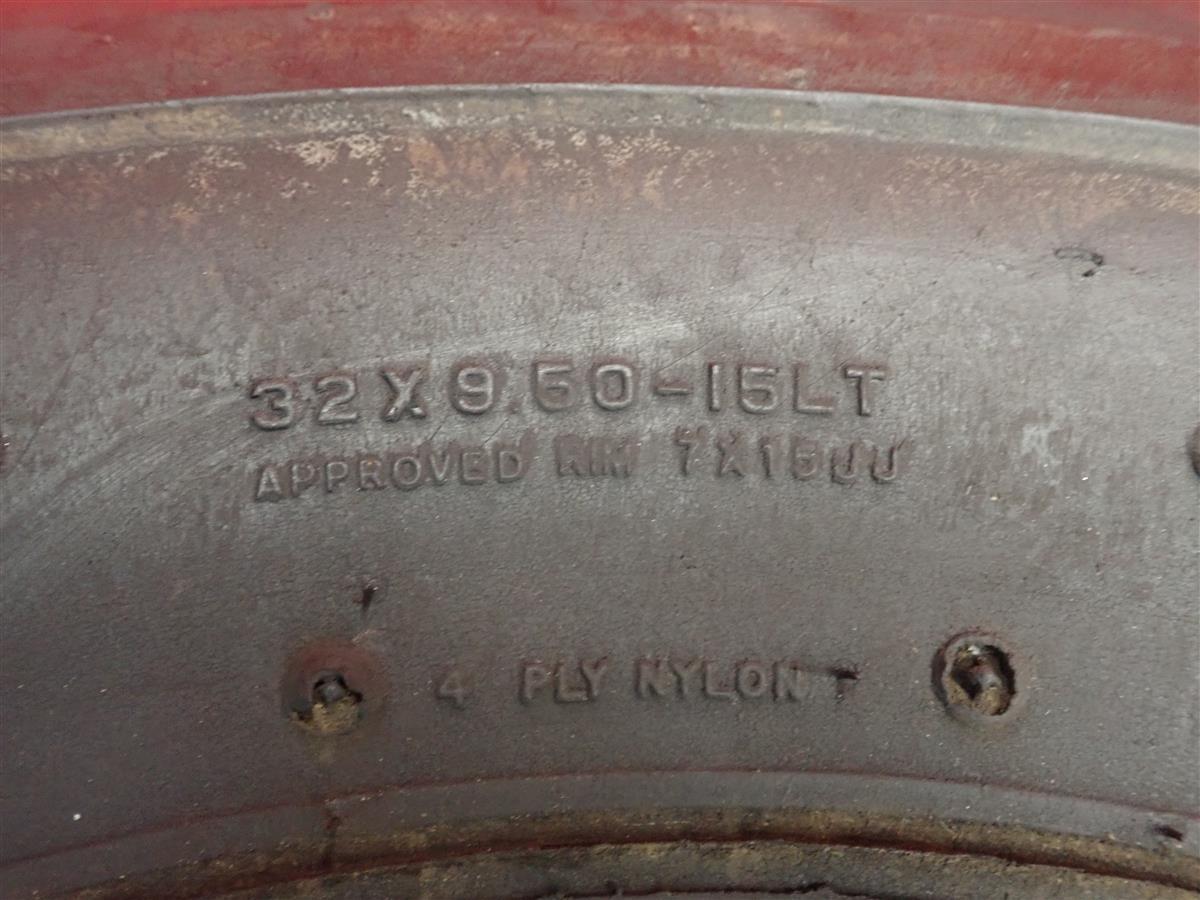 32X9.50-15LT
APPROVED RIM 7X15JJ
4 PLY NYLON